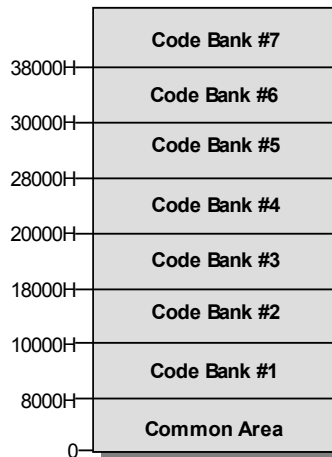 Code Bank #7
38000H
Code Bank #6
30000H
Code Bank #5
28000H
Code Bank #4
20000H
Code Bank #3
18000H
Code Bank #2
10000H
Code Bank #1
8000H
Common Area
0